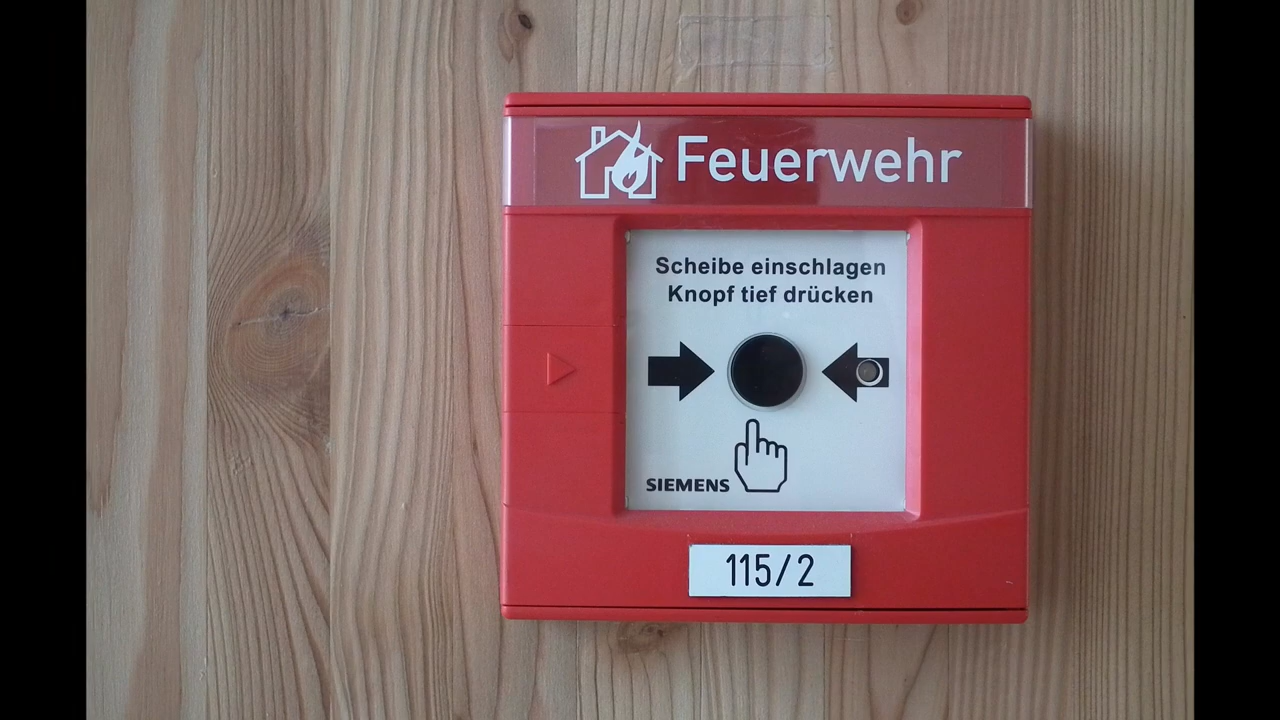 Feuerwehr
Scheibe einschlagen
Knopf tief drücken
SIEMENS
115/2